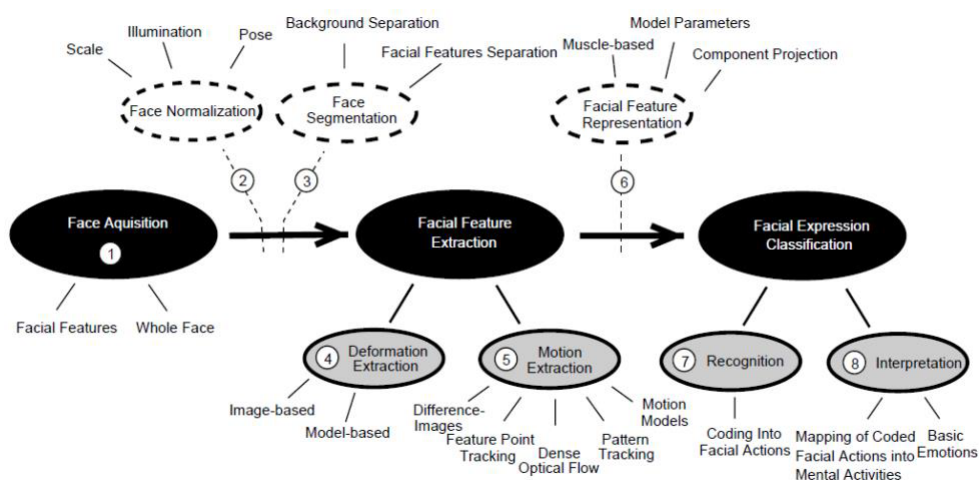 Background Separation
Model Parameters
Illumination
Pose
Muscle-based
Scale
Facial Features Separation
Component Projection
Face Normalization
Face
Segmentation
Facial Feature
Representation
2
3
6
Face Aquisition
1
Facial Feature
Extraction
Facial Expression
Classification
Facial Features
Whole Face
4
Deformation
Extraction
5
Motion
Extraction
7
Recognition
8
Interpretation
Image-based
Model-based
Difference-
Images
Feature Point
Tracking
Dense
Optical Flow
Pattern
Tracking
Motion
Models
Coding Into
Facial Actions
Mapping of Coded
Facial Actions into
Mental Activities
Basic
Emotions